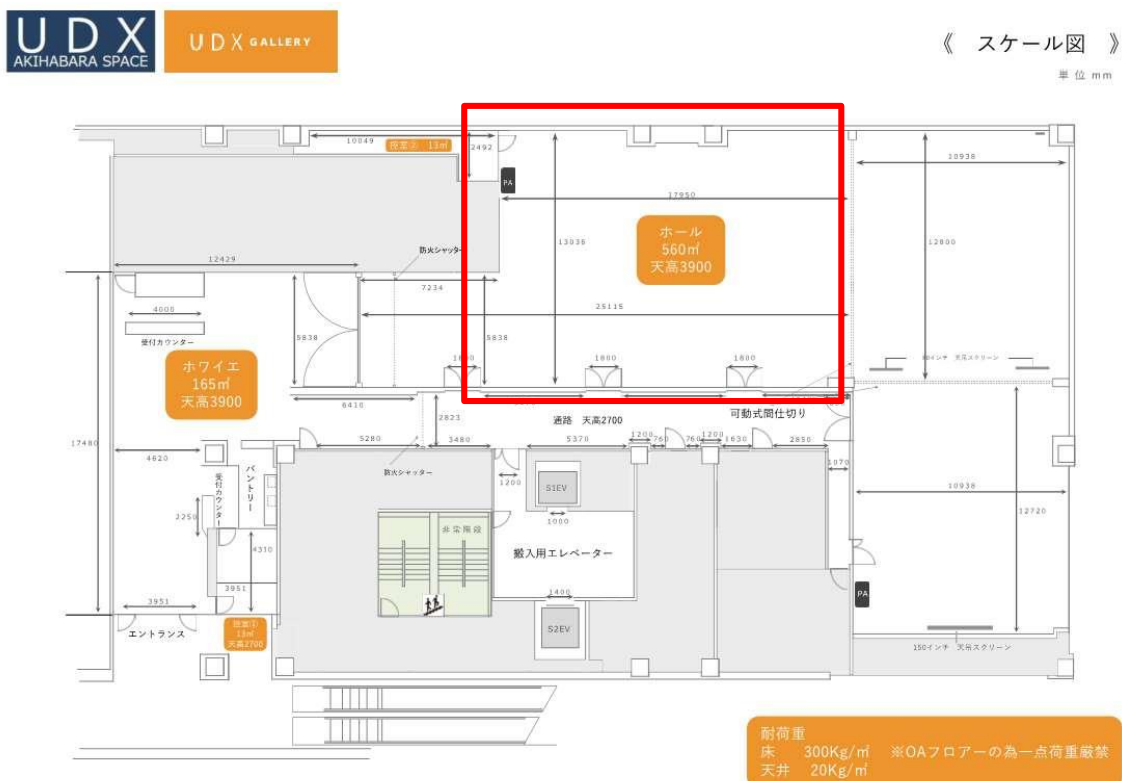 UDX
AKIHABARA SPACE
UDX GALLERY
《 スケール図 》
単位 mm
10049
控室② 13㎡
2492
PA
17950
10938
13036
12800
ホール
560㎡
天高3900
防火シャッター
12429
7234
25115
4000
受付カウンター
5838
5838
ホワイエ
165㎡
天高3900
1800
1800
1800
天吊スクリーン
6410
2823
通路 天高2700
可動式間仕切り
17480
5280
3480
5370
1200
760
760
1200
1630
2850
防火シャッター
4620
パントリー
受付カウンター
2250
1200
S1EV
1000
1070
10938
12720
非常階段
搬入用エレベーター
4310
3951
3951
1400
PA
エントランス
控室①
13㎡
天高2700
S2EV
150インチ 天吊スクリーン
耐荷重
床 300Kg/㎡ ※OAフロアーの為一点荷重厳禁
天井 20Kg/㎡